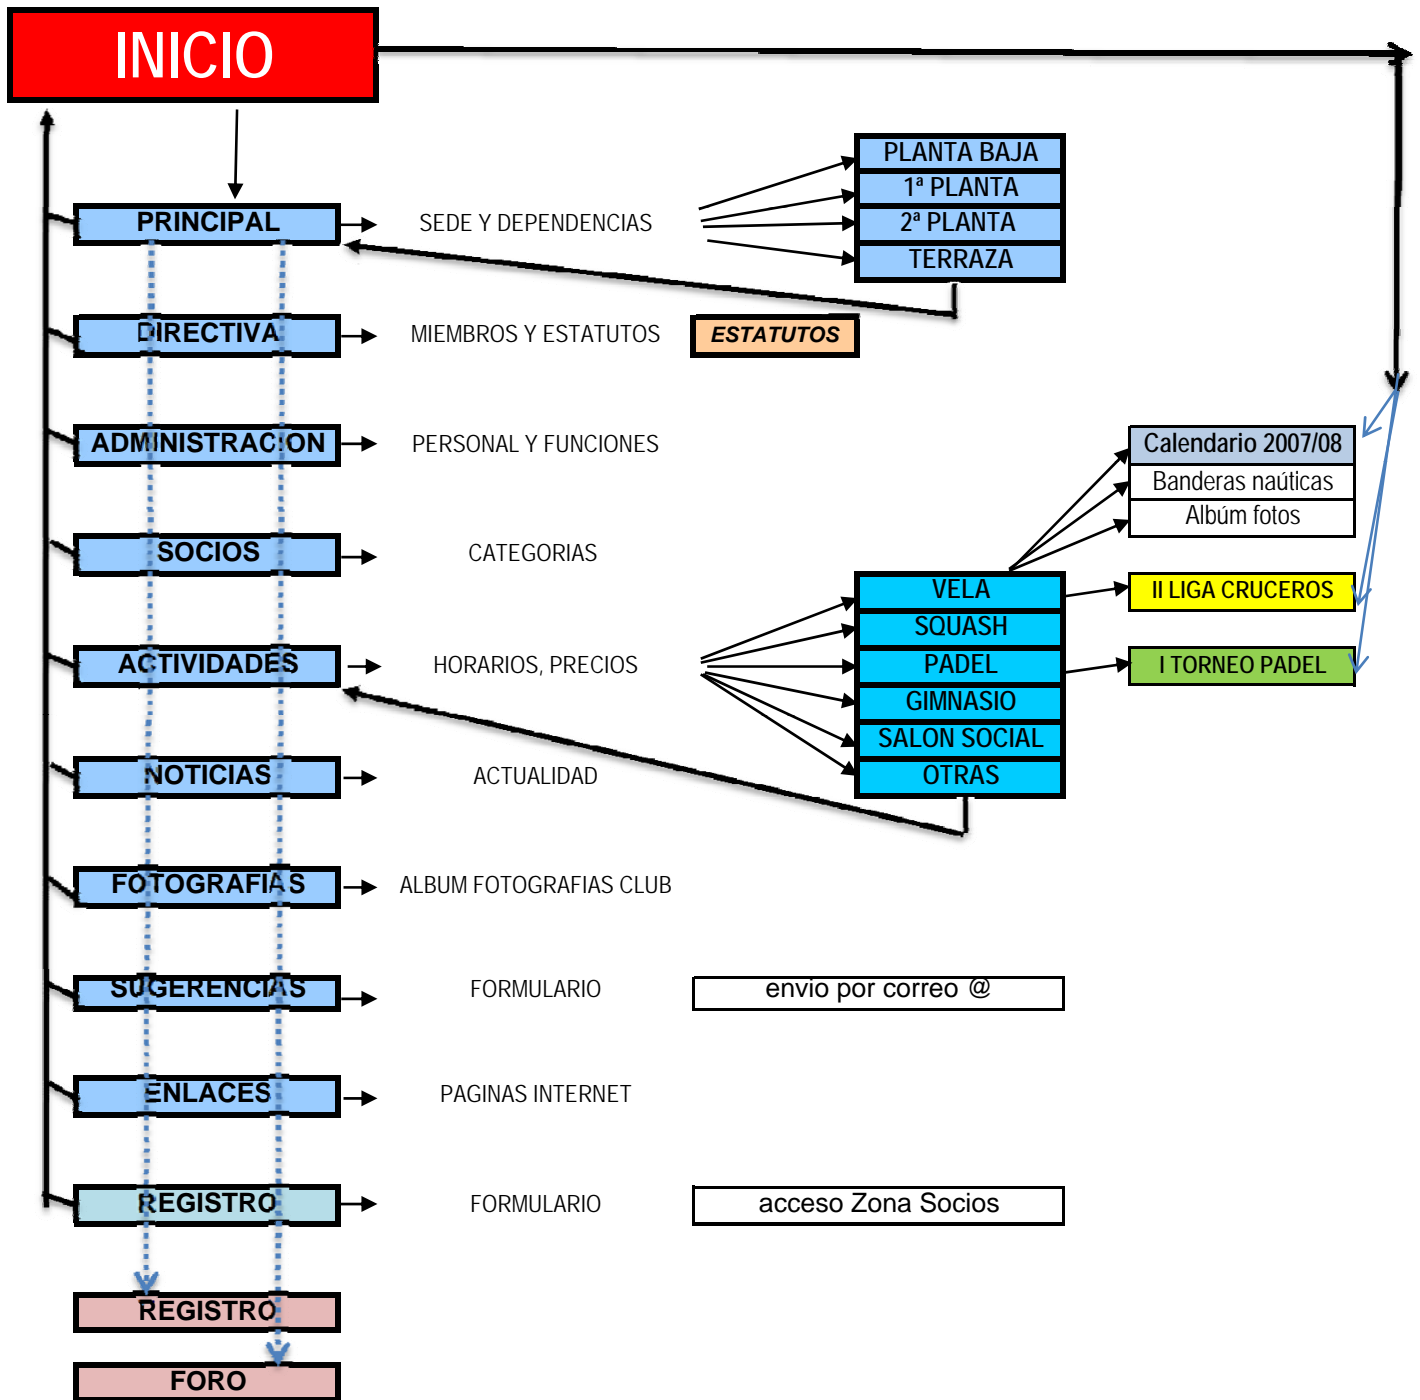 INICIO
PLANTA BAJA
1ª PLANTA
PRINCIPAL
SEDE Y DEPENDENCIAS
2ª PLANTA
TERRAZA
DIRECTIVA
MIEMBROS Y ESTATUTOS
ESTATUTOS
ADMINISTRACION
PERSONAL Y FUNCIONES
Calendario 2007/08
Banderas naúticas
Albúm fotos
SOCIOS
CATEGORIAS
VELA
II LIGA CRUCEROS
SQUASH
ACTIVIDADES
HORARIOS, PRECIOS
PADEL
I TORNEO PADEL
GIMNASIO
SALON SOCIAL
NOTICIAS
ACTUALIDAD
OTRAS
FOTOGRAFIAS
ALBUM FOTOGRAFIAS CLUB
SUGERENCIAS
FORMULARIO
envio por correo @
ENLACES
PAGINAS INTERNET
REGISTRO
FORMULARIO
acceso Zona Socios
REGISTRO
FORO